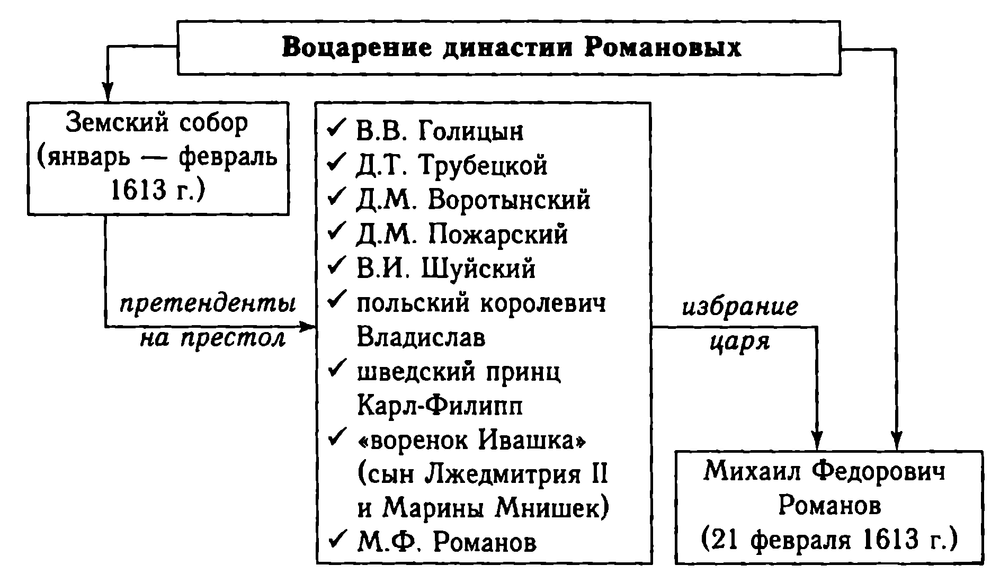 Воцарение династии Романовых
Земский собор
(январь — февраль
1613 г.)
претенденты
на престол
✓ В.В. Голицын
✓ Д.Т. Трубецкой
✓ Д.М. Воротынский
✓ Д.М. Пожарский
✓ В.И. Шуйский
✓ польский королевич
Владислав
✓ шведский принц
Карл-Филипп
✓ «воренок Ивашка»
(сын Лжедмитрия II
и Марины Мнишек)
✓ М.Ф. Романов
избрание
царя
Михаил Федорович
Романов
(21 февраля 1613 г.)